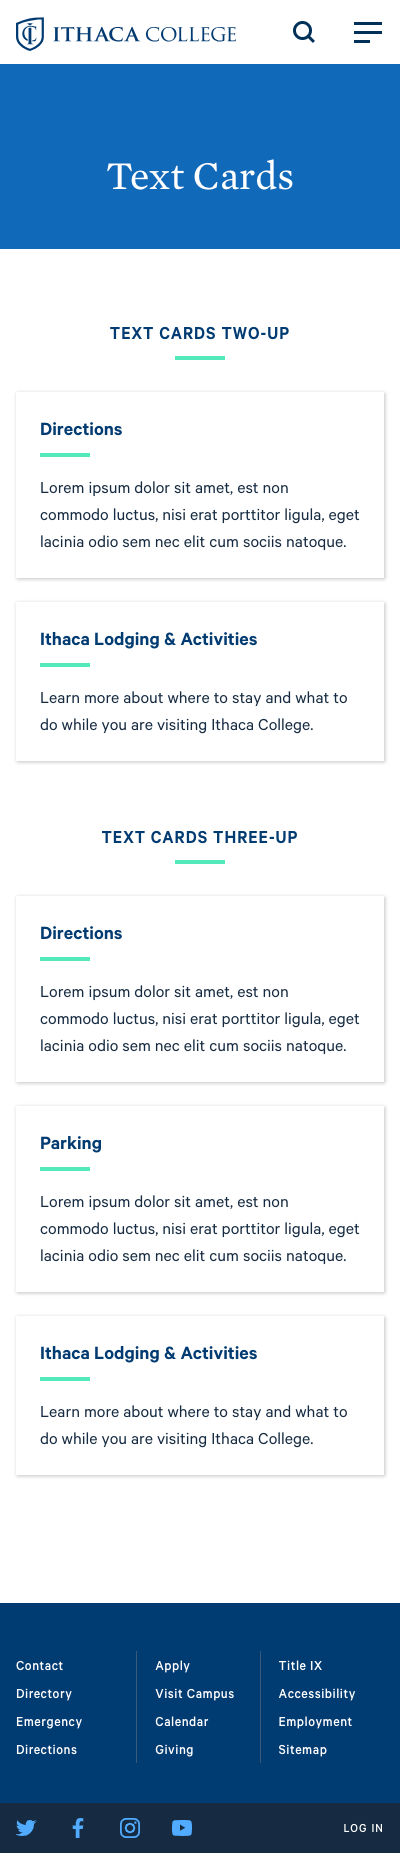 ITHACA COLLEGE
Text Cards
TEXT CARDS TWO-UP
Directions
Lorem ipsum dolor sit amet, est non
commodo luctus, nisi erat porttitor ligula, eget
lacinia odio sem nec elit cum sociis natoque.
Ithaca Lodging & Activities
Learn more about where to stay and what to
do while you are visiting Ithaca College.
TEXT CARDS THREE-UP
Directions
Lorem ipsum dolor sit amet, est non
commodo luctus, nisi erat porttitor ligula, eget
lacinia odio sem nec elit cum sociis natoque.
Parking
Lorem ipsum dolor sit amet, est non
commodo luctus, nisi erat porttitor ligula, eget
lacinia odio sem nec elit cum sociis natoque.
Ithaca Lodging & Activities
Learn more about where to stay and what to
do while you are visiting Ithaca College.
Contact
Directory
Emergency
Directions
Apply
Visit Campus
Calendar
Giving
Title IX
Accessibility
Employment
Sitemap
LOG IN